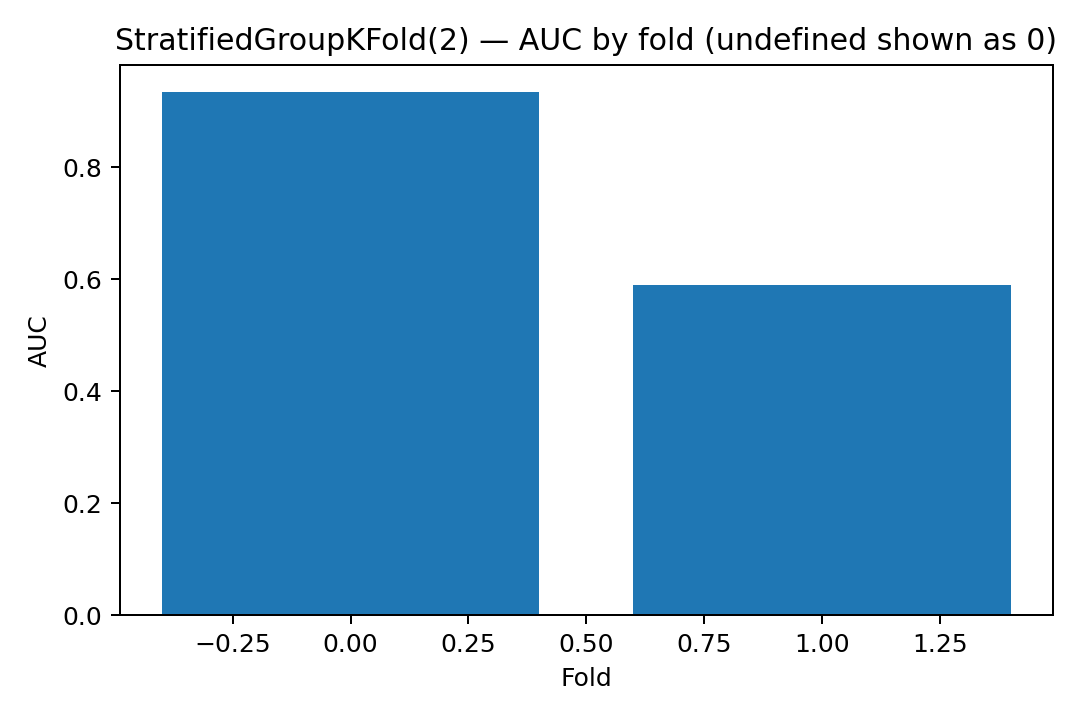 StratifiedGroupKFold(2) — AUC by fold (undefined shown as 0)
AUC
0.8
0.6
0.4
0.2
0.0
−0.25 0.00 0.25 0.50 0.75 1.00 1.25
Fold